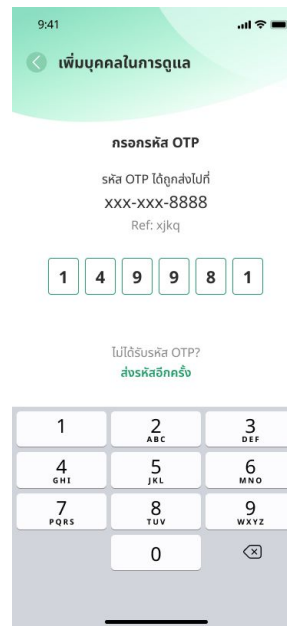 9:41
เพิ่มบุคคลในการดูแล
กรอกรหัส OTP
รหัส OTP ได้ถูกส่งไปที่
xxx-xxx-8888
Ref: xjkq
1 4 9 9 8 1
ไม่ได้รับรหัส OTP?
ส่งรหัสอีกครั้ง
1 2 3
ABC DEF
4 5 6
GHI JKL MNO
7 8 9
PQRS TUV WXYZ
0